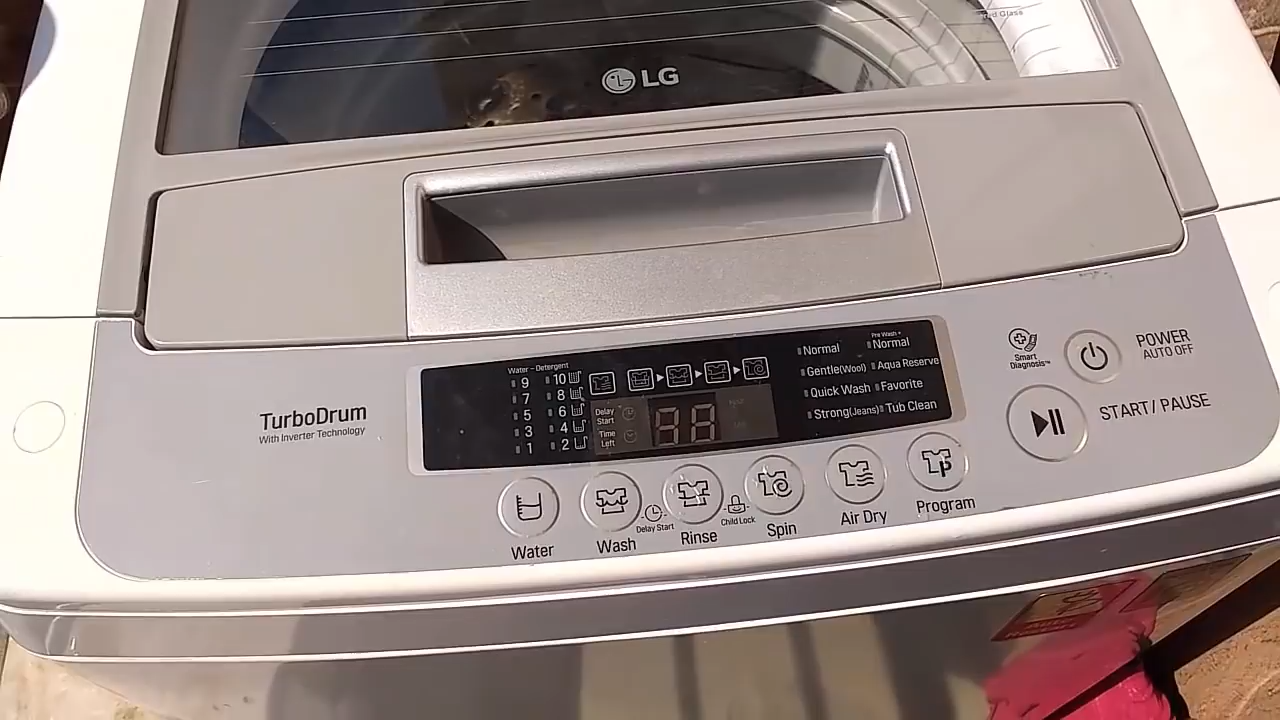 LG
TurboDrum
With Inverter Technology
Water - Detergent
9 10
7 8
5 6
3 4
1 2
Delay Start
Time Left
88
Normal
Gentle(Wool)
Quick Wash
Strong(Jeans)
Pre Wash +
Normal
Aqua Reserve
Favorite
Tub Clean
Smart
Diagnosis™
POWER
AUTO OFF
START/PAUSE
Water
Wash
Delay Start
Rinse
Child Lock
Spin
Air Dry
Program